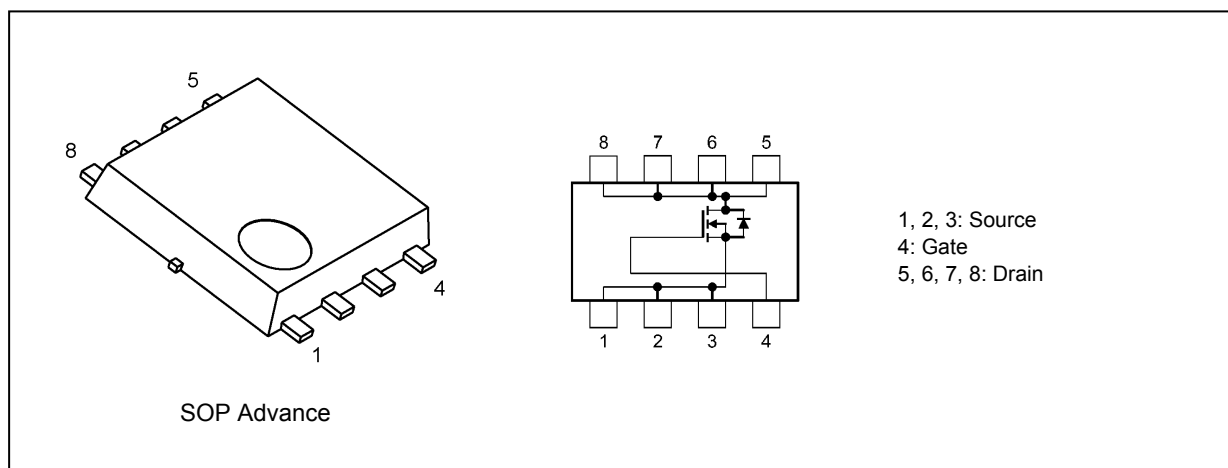 5
8
4
1
SOP Advance
8 7 6 5
1 2 3 4
1, 2, 3: Source
4: Gate
5, 6, 7, 8: Drain